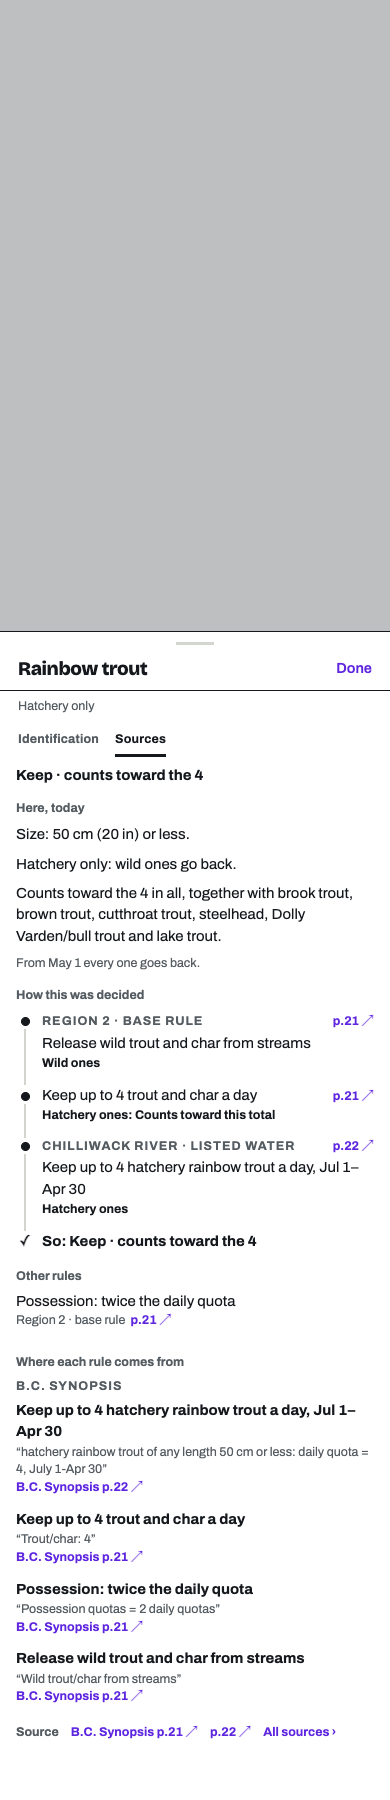 Rainbow trout
Done
Hatchery only
Identification
Sources
Keep · counts toward the 4
Here, today
Size: 50 cm (20 in) or less.
Hatchery only: wild ones go back.
Counts toward the 4 in all, together with brook trout,
brown trout, cutthroat trout, steelhead, Dolly
Varden/bull trout and lake trout.
From May 1 every one goes back.
How this was decided
REGION 2 · BASE RULE
p.21 ↗
Release wild trout and char from streams
Wild ones
Keep up to 4 trout and char a day
p.21 ↗
Hatchery ones: Counts toward this total
CHILLIWACK RIVER · LISTED WATER
p.22 ↗
Keep up to 4 hatchery rainbow trout a day, Jul 1–
Apr 30
Hatchery ones
✓ So: Keep · counts toward the 4
Other rules
Possession: twice the daily quota
Region 2 · base rule p.21 ↗
Where each rule comes from
B.C. SYNOPSIS
Keep up to 4 hatchery rainbow trout a day, Jul 1–
Apr 30
“hatchery rainbow trout of any length 50 cm or less: daily quota =
4, July 1-Apr 30”
B.C. Synopsis p.22 ↗
Keep up to 4 trout and char a day
“Trout/char: 4”
B.C. Synopsis p.21 ↗
Possession: twice the daily quota
“Possession quotas = 2 daily quotas”
B.C. Synopsis p.21 ↗
Release wild trout and char from streams
“Wild trout/char from streams”
B.C. Synopsis p.21 ↗
Source B.C. Synopsis p.21 ↗ p.22 ↗ All sources ›